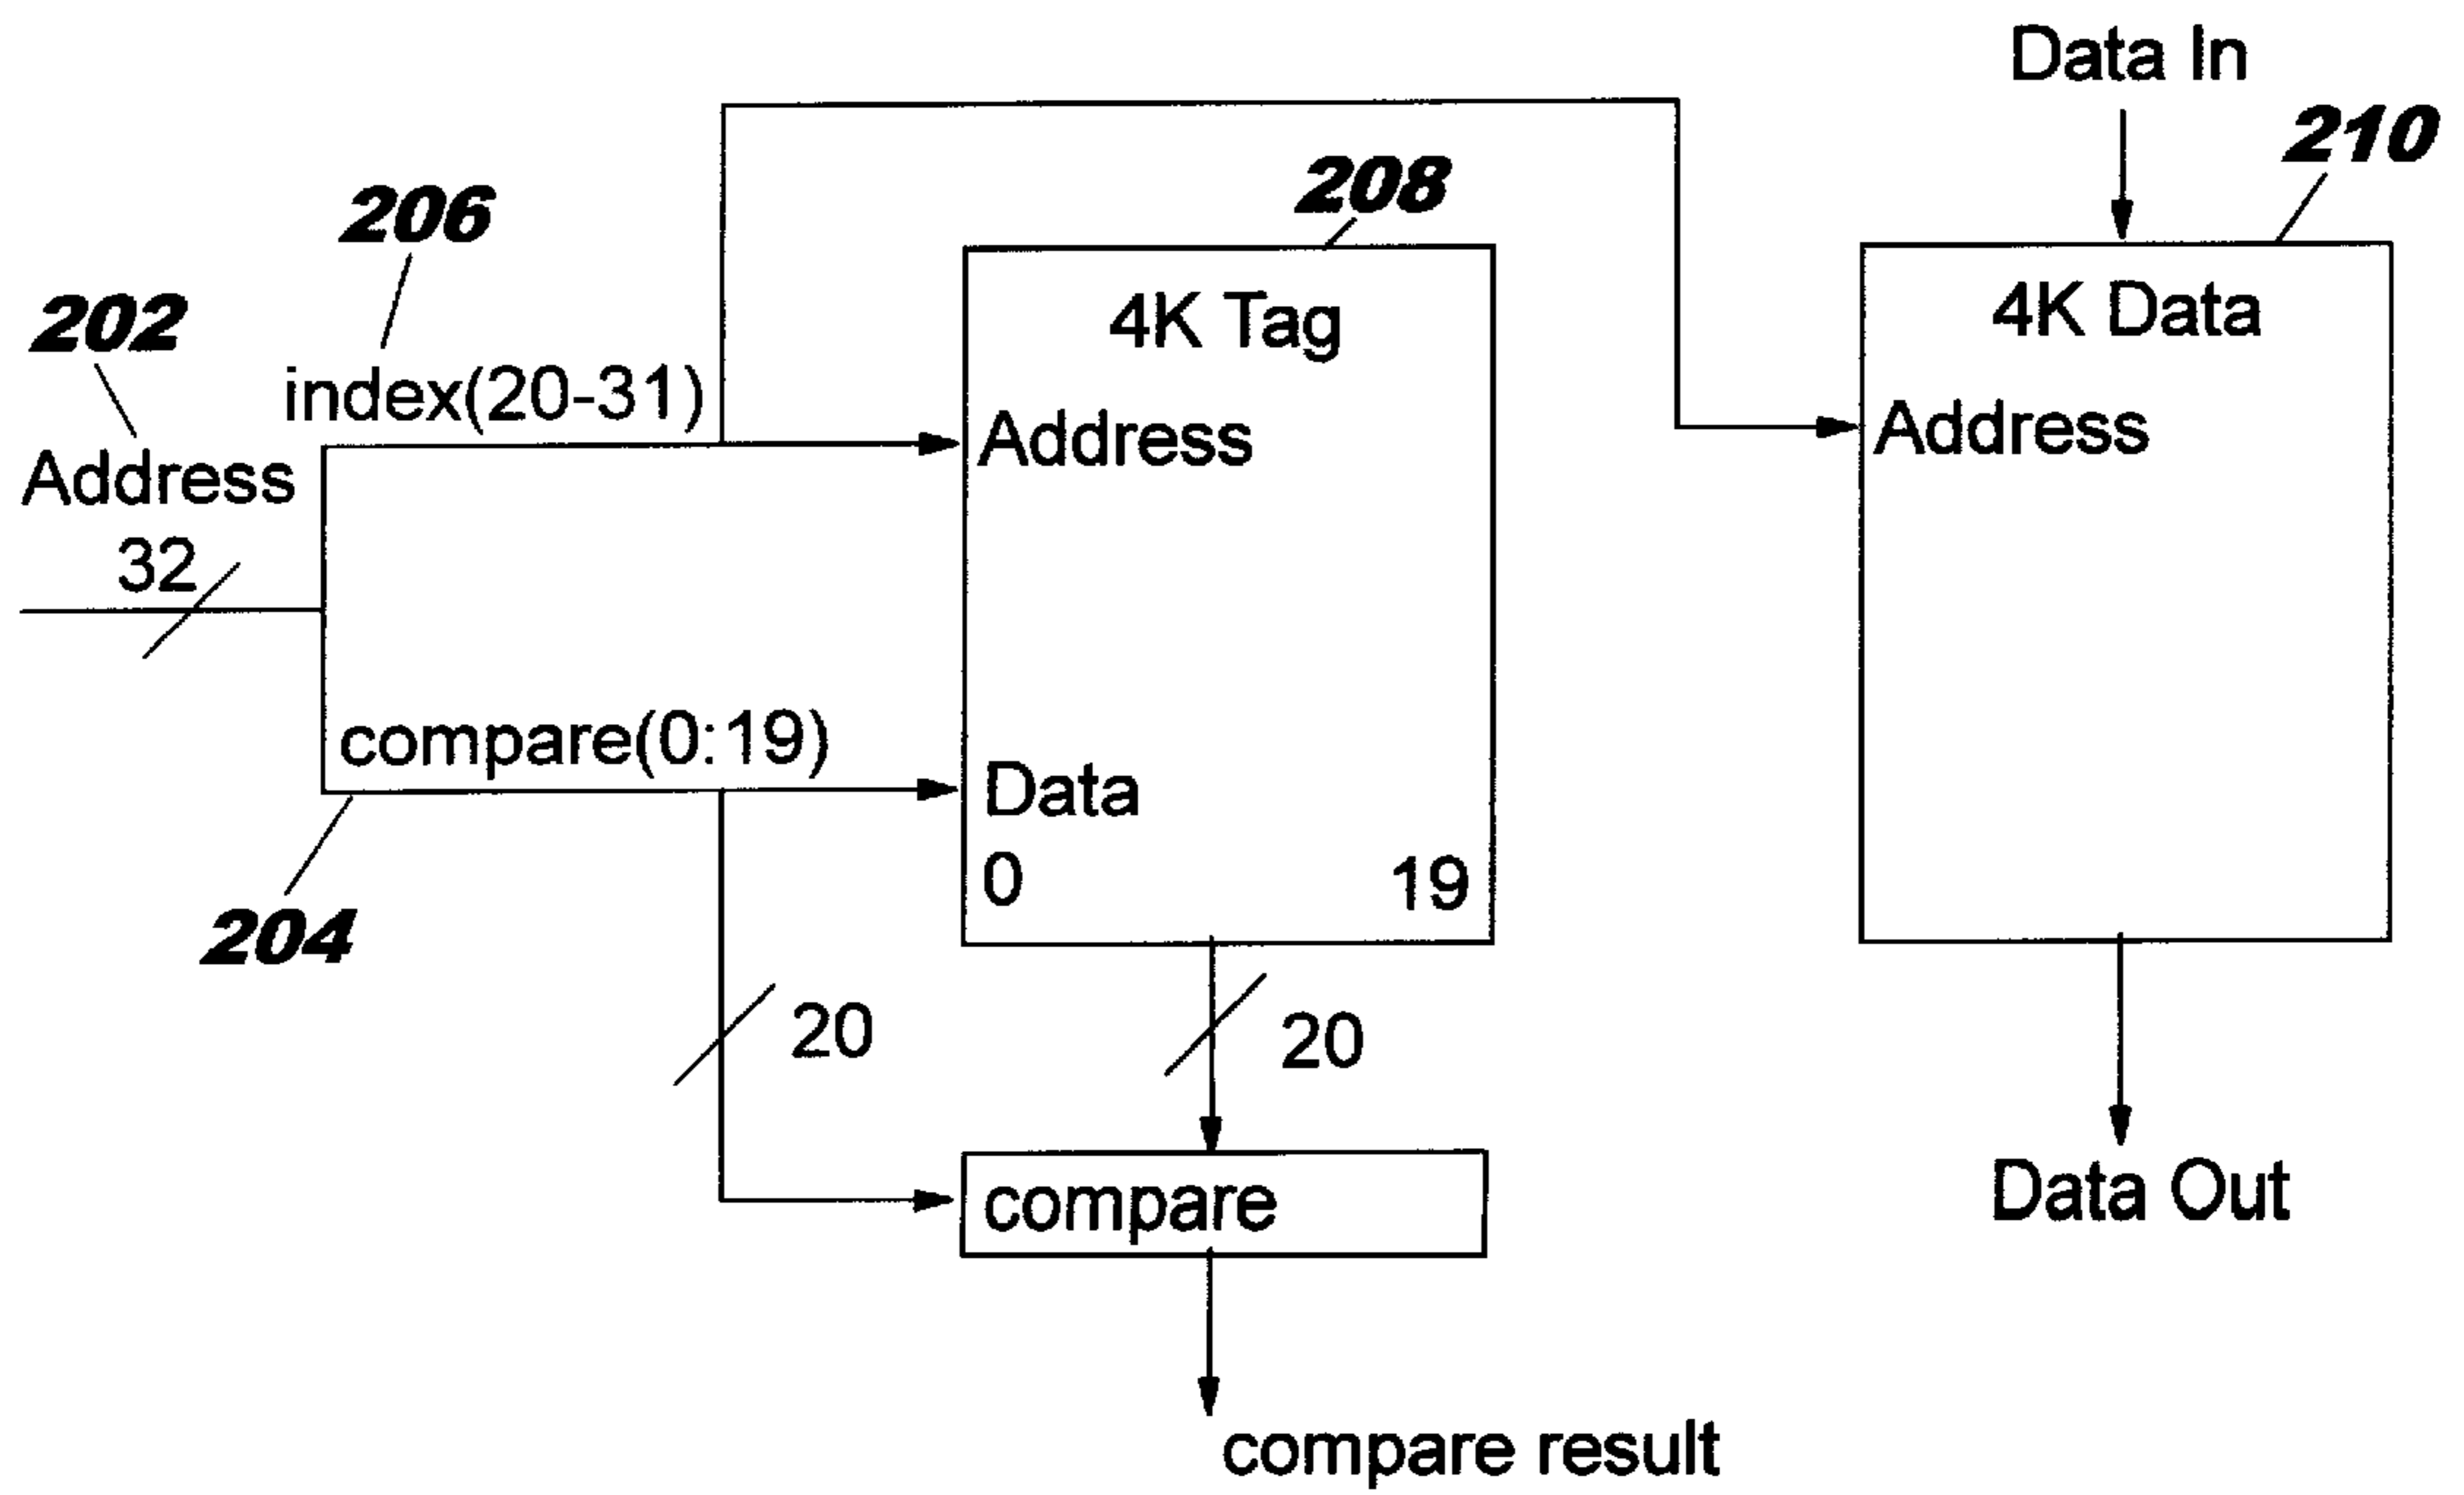 Data In
210
208
206
202
4K Tag
4K Data
index(20-31)
Address
Address
Address
32
compare(0:19)
Data
0 19
204
20
20
compare
Data Out
compare result